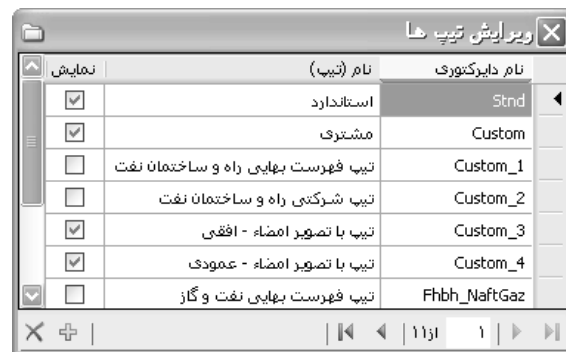 ویرایش تیپ ها
نام دایرکتوری نام (تیپ) نمایش
Stnd استاندارد
Custom مشتری
Custom_1 تیپ فهرست بهایی راه و ساختمان نفت
Custom_2 تیپ شرکتی راه و ساختمان نفت
Custom_3 تیپ با تصویر امضاء - افقی
Custom_4 تیپ با تصویر امضاء - عمودی
Fhbh_NaftGaz تیپ فهرست بهایی نفت و گاز
۱ از ۱۱